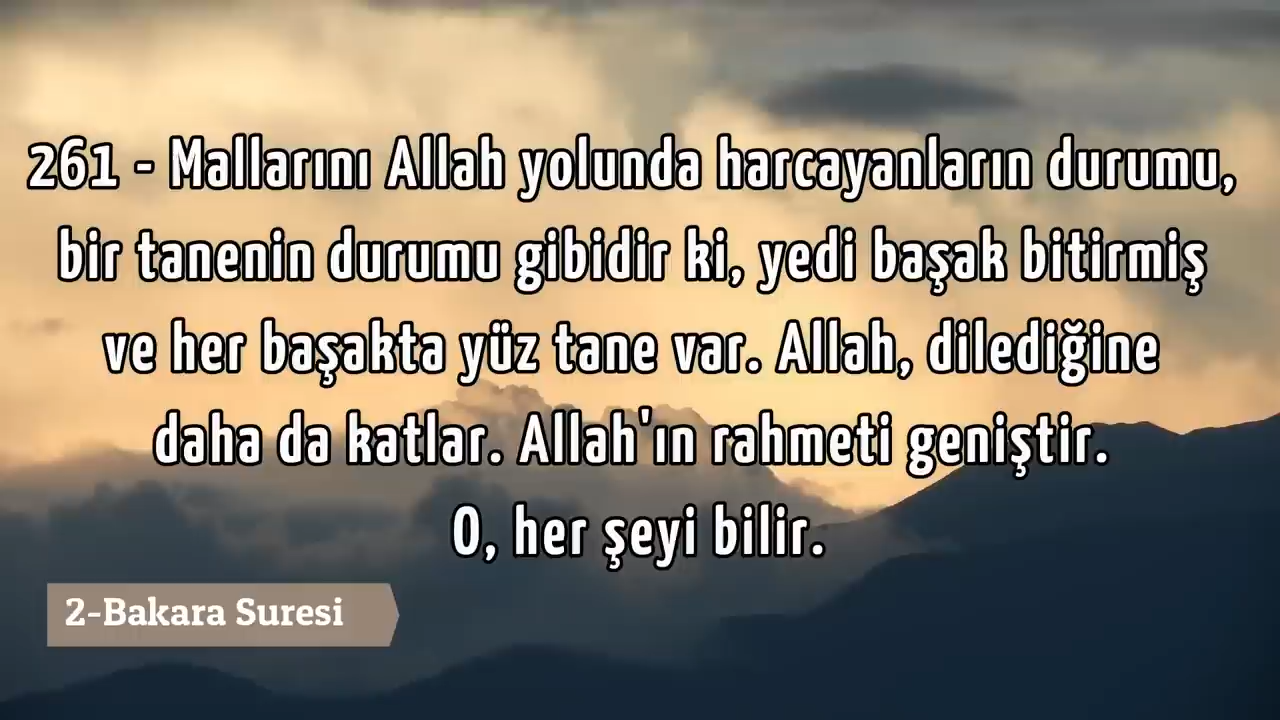 261 - Mallarını Allah yolunda harcayanların durumu,
bir tanenin durumu gibidir ki, yedi başak bitirmiş
ve her başakta yüz tane var. Allah, dilediğine
daha da katlar. Allah'ın rahmeti geniştir.
O, her şeyi bilir.
2-Bakara Suresi